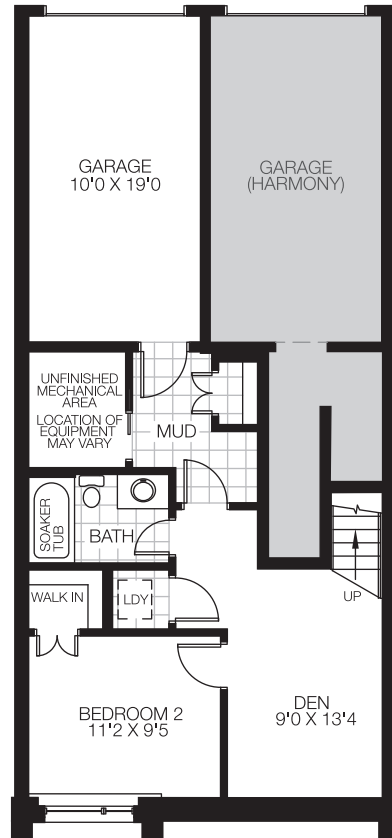 GARAGE
10'0 X 19'0
GARAGE
(HARMONY)
UNFINISHED
MECHANICAL
AREA
LOCATION OF
EQUIPMENT
MAY VARY
MUD
SOAKER
TUB
BATH
WALK IN
LDY
UP
BEDROOM 2
11'2 X 9'5
DEN
9'0 X 13'4